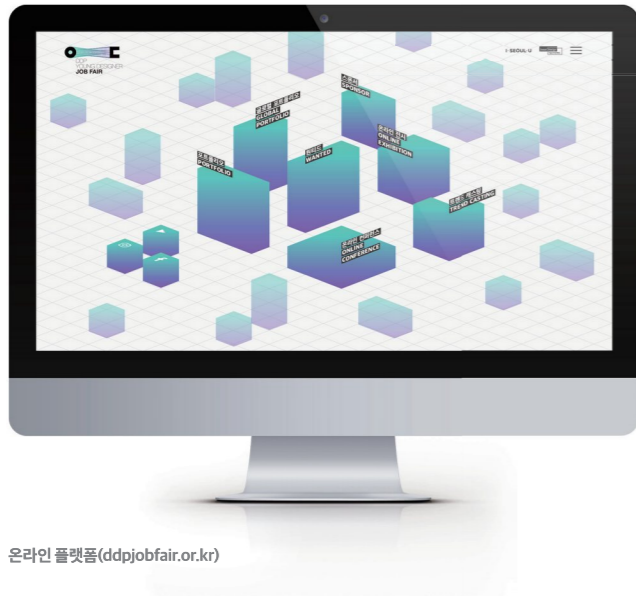 DDP
YOUNG DESIGNER
JOB FAIR
I·SEOUL·U
스폰서
SPONSOR
글로벌 포트폴리오
GLOBAL
PORTFOLIO
온라인 전시
ONLINE
EXHIBITION
원티드
WANTED
포트폴리오
PORTFOLIO
트렌드 캐스팅
TREND CASTING
온라인 컨퍼런스
ONLINE
CONFERENCE
온라인 플랫폼(ddpjobfair.or.kr)